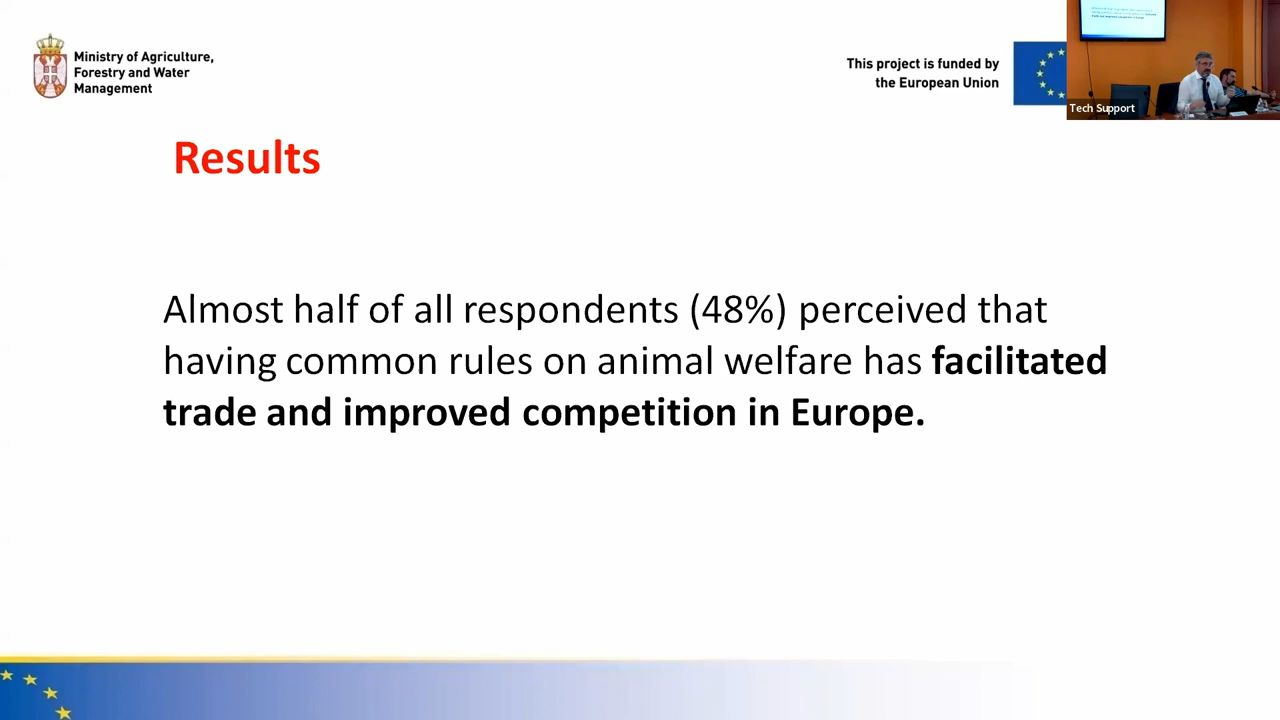 Ministry of Agriculture,
Forestry and Water
Management
This project is funded by
the European Union
Tech Support
Results
Almost half of all respondents (48%) perceived that
having common rules on animal welfare has facilitated
trade and improved competition in Europe.